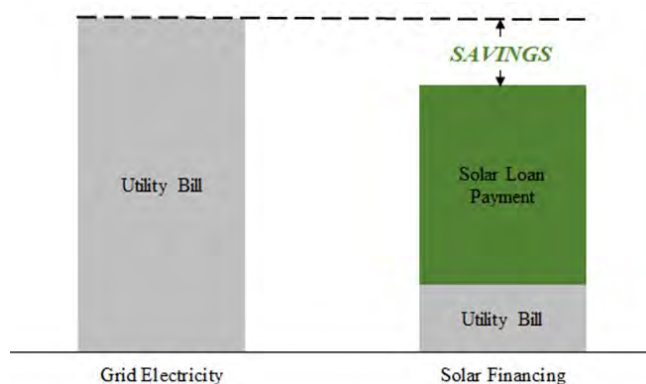 SAVINGS
Utility Bill
Solar Loan
Payment
Utility Bill
Grid Electricity
Solar Financing